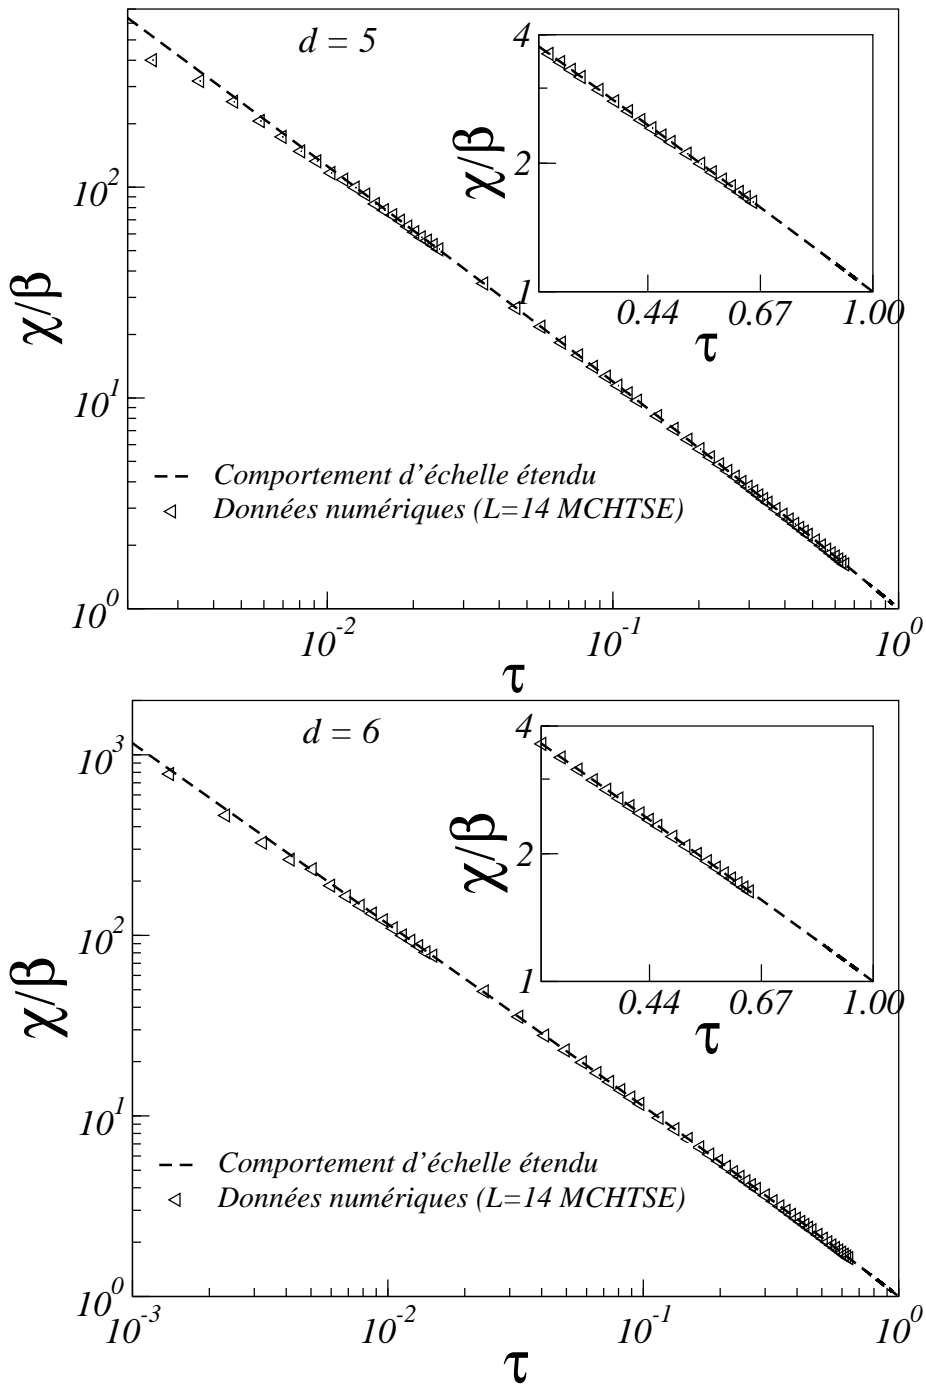 d = 5
χ/β
10^2
10^1
10^0
10^-2
10^-1
10^0
τ
Comportement d'échelle étendu
Données numériques (L=14 MCHTSE)
4
2
1
χ/β
0.44
0.67
1.00
τ
d = 6
χ/β
10^3
10^2
10^1
10^0
10^-3
10^-2
10^-1
10^0
τ
Comportement d'échelle étendu
Données numériques (L=14 MCHTSE)
4
2
1
χ/β
0.44
0.67
1.00
τ